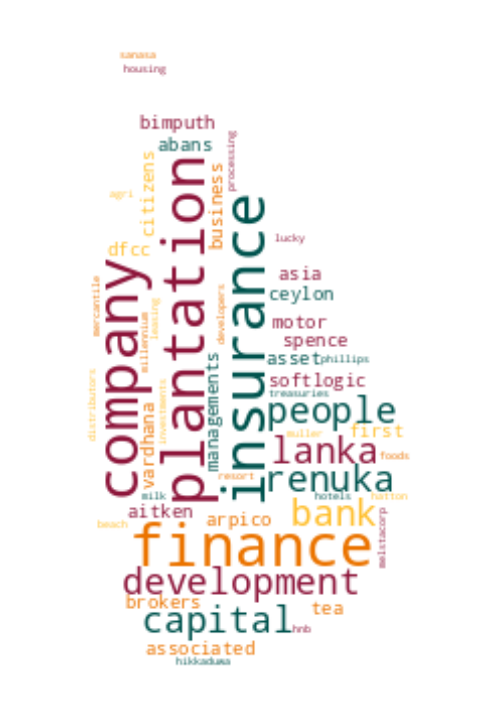 sanasa
housing
bimputh
abans
processing
citizens
business
agri
insurance
plantation
company
dfcc
lucky
asia
ceylon
mercantile
millennium
leasing
developers
motor
spence
asset
phillips
managements
softlogic
treasuries
distributors
investments
vardhana
people
muller
first
lanka
foods
resort
renuka
milk
hotels
hatton
aitken
arpico
bank
beach
melstacorp
finance
development
brokers
tea
capital
hnb
associated
hikkaduwa